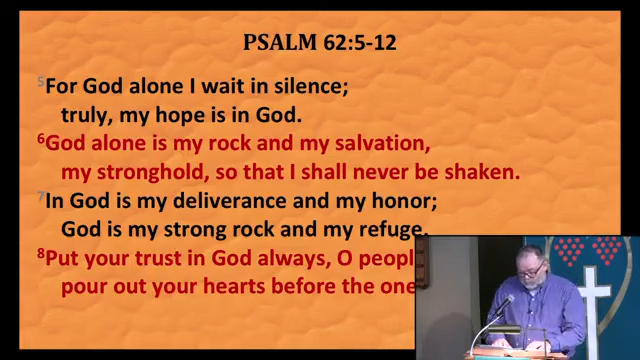 PSALM 62:5-12
5For God alone I wait in silence;
truly, my hope is in God.
6God alone is my rock and my salvation,
my stronghold, so that I shall never be shaken.
7In God is my deliverance and my honor;
God is my strong rock and my refuge.
8Put your trust in God always, O
pour out your hearts before the one